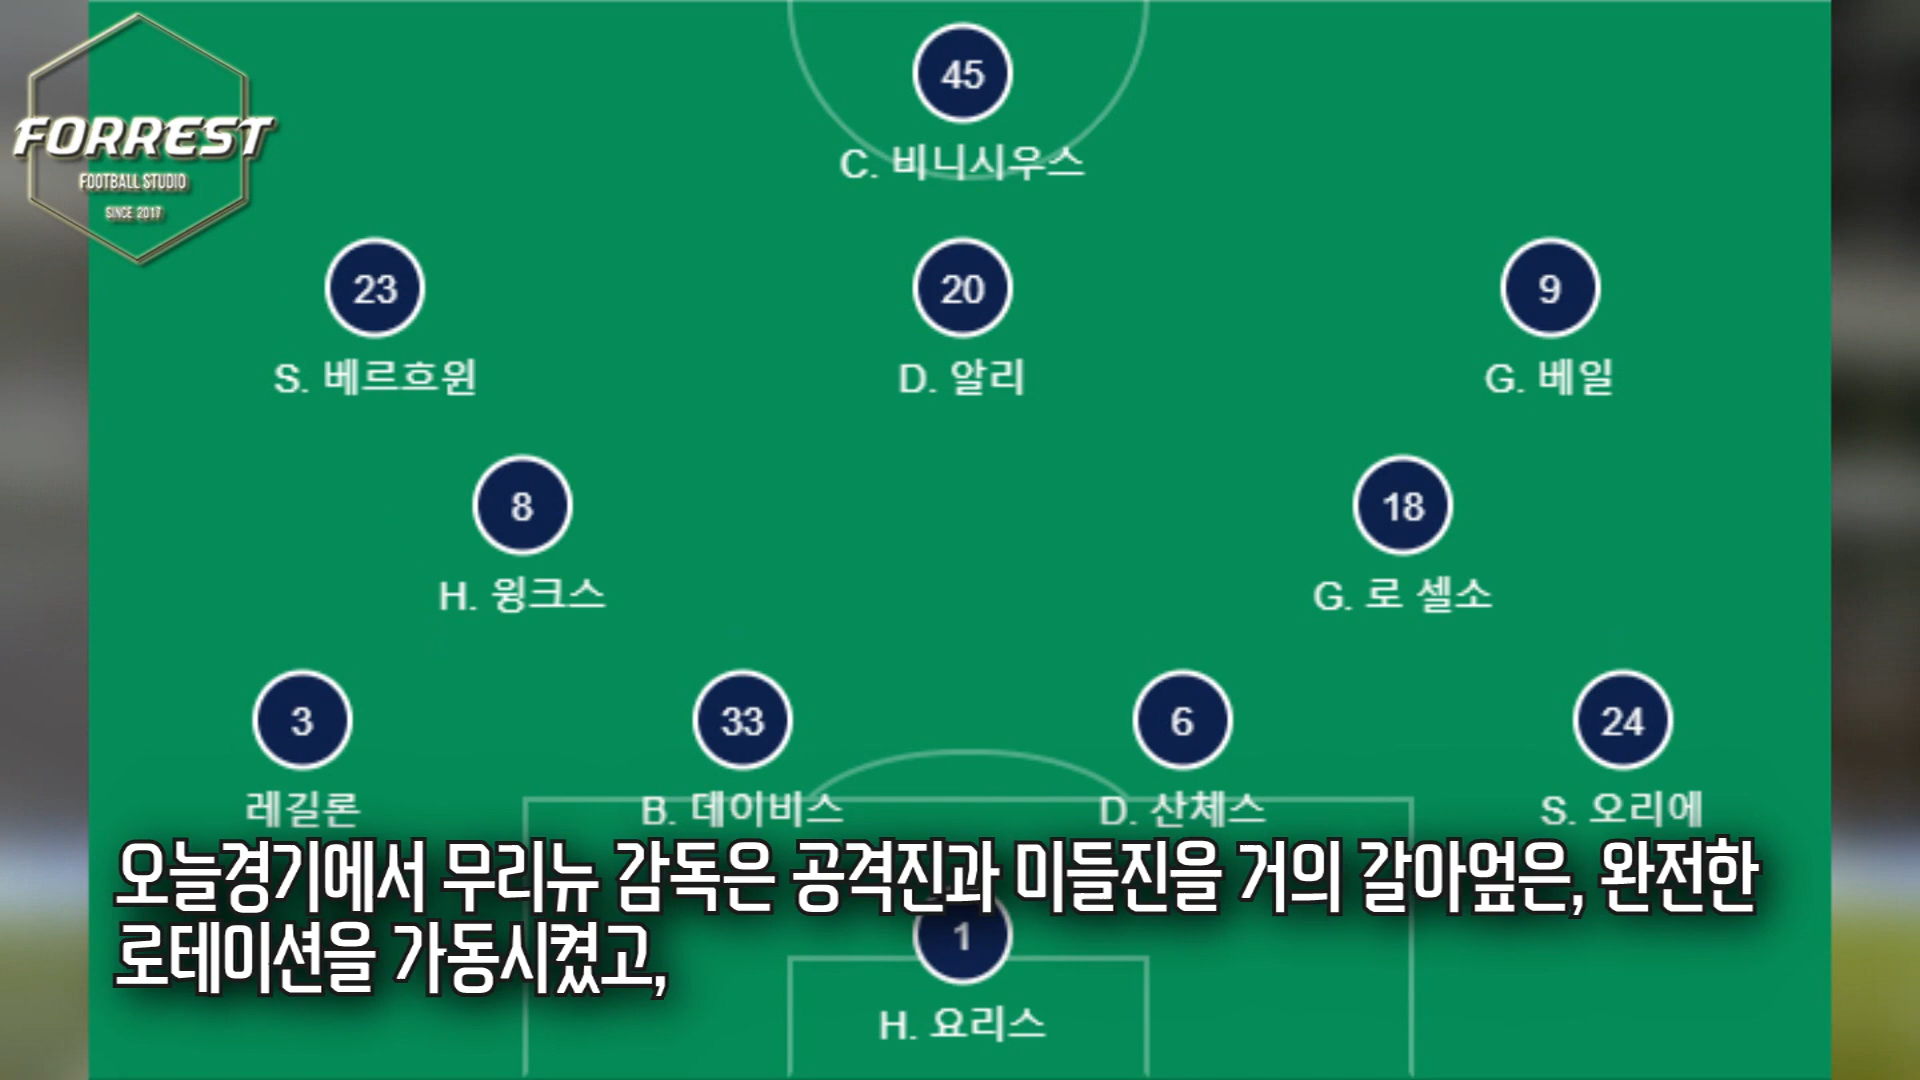 FORREST
FOOTBALL STUDIO
SINCE 2017
45
C. 비니시우스
23
20
9
S. 베르흐윈
D. 알리
G. 베일
8
18
H. 윙크스
G. 로 셀소
3
33
6
24
레길론
B. 데이비스
D. 산체스
S. 오리에
오늘경기에서 무리뉴 감독은 공격진과 미들진을 거의 갈아엎은, 완전한
로테이션을 가동시켰고,
1
H. 요리스